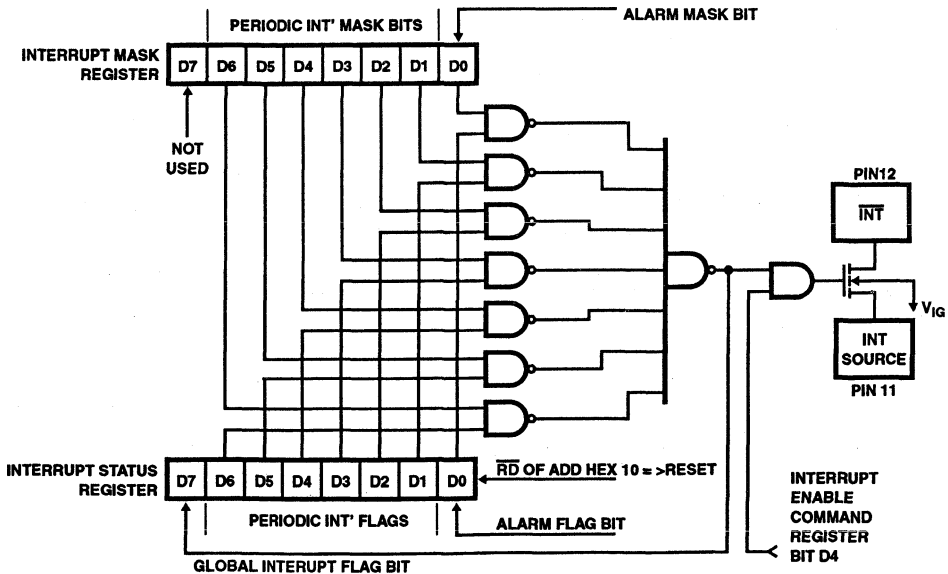 PERIODIC INT' MASK BITS
ALARM MASK BIT
INTERRUPT MASK
REGISTER
D7 D6 D5 D4 D3 D2 D1 D0
NOT
USED
PIN12
I̅N̅T̅
V_IG
INT
SOURCE
PIN 11
INTERRUPT STATUS
REGISTER
D7 D6 D5 D4 D3 D2 D1 D0
R̅D̅ OF ADD HEX 10 = >RESET
PERIODIC INT' FLAGS
ALARM FLAG BIT
GLOBAL INTERUPT FLAG BIT
INTERRUPT
ENABLE
COMMAND
REGISTER
BIT D4